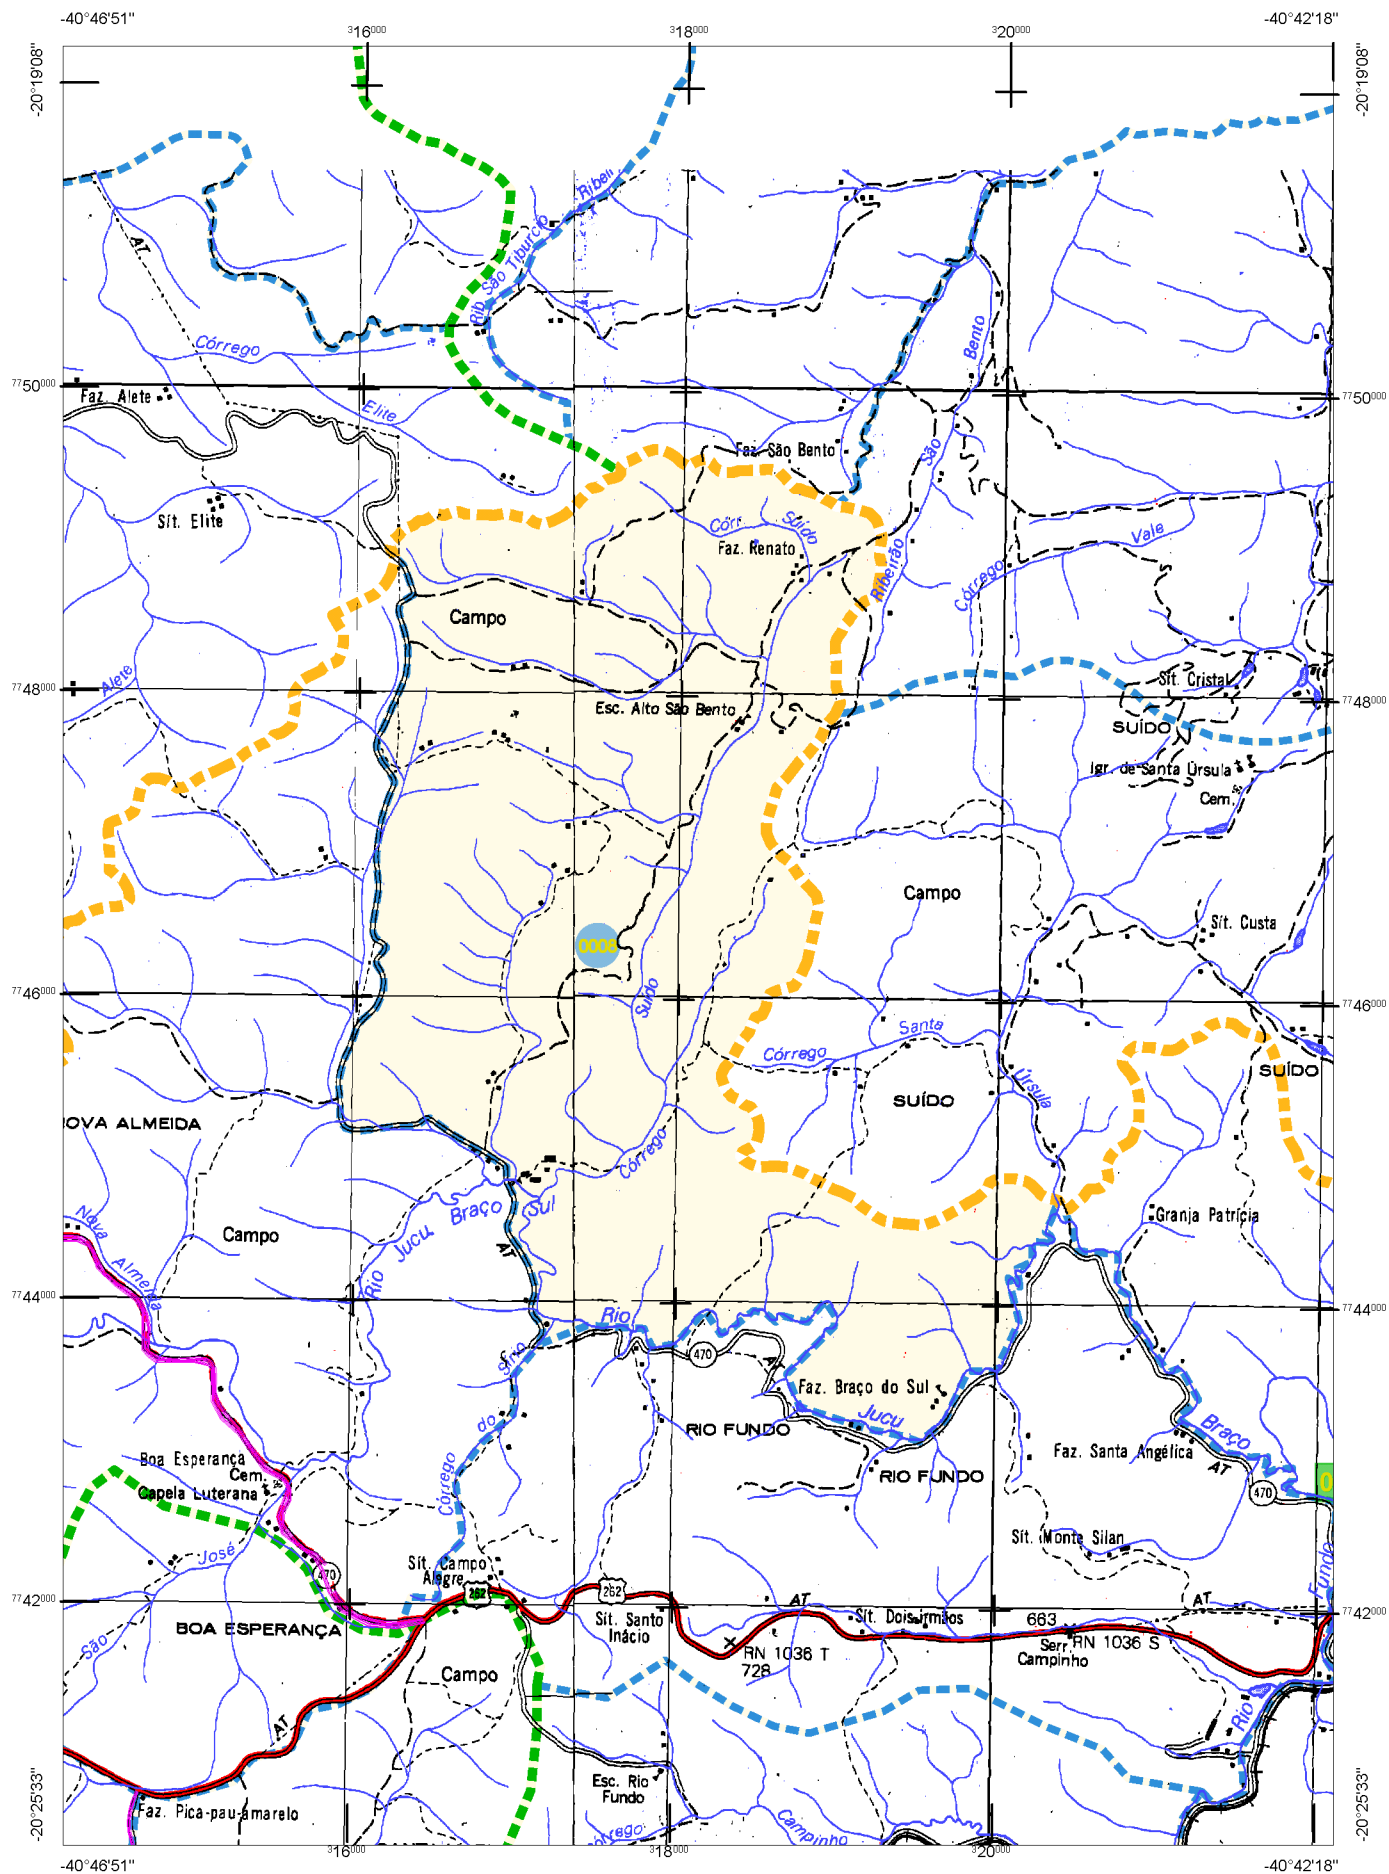 -40°46'51"
-40°42'18"
316000
318000
320000
-20°19'08"
-20°19'08"
Ribeirão
Rib. São Tiburcio
AT
Córrego
Bento
7750000
7750000
Faz. Alete
Elite
Faz. São Bento
São
Sít. Elite
Córr.
Suído
Faz. Renato
Vale
Ribeirão
Córrego
Campo
Alete
Sít. Cristal
7748000
7748000
Esc. Alto São Bento
SUÍDO
Igr. de Santa Úrsula
Cem.
Campo
Sít. Custa
0008
7746000
7746000
Suído
Santa
Córrego
SUÍDO
Úrsula
SUÍDO
NOVA ALMEIDA
Córrego
Braço
Sul
Nova
Almeida
Campo
Jucu
AT
Granja Patrícia
Rio
7744000
7744000
Rio
470
Sítio
AT
Faz. Braço do Sul
Jucu
do
RIO FUNDO
Braço
Boa Esperança
Cem.
Faz. Santa Angélica
AT
RIO FUNDO
Capela Luterana
Córrego
470
0
José
Sít. Campo
Alegre
Sít. Monte Silan
470
262
262
Fundo
7742000
7742000
AT
AT
BOA ESPERANÇA
Sít. Santo
Inácio
Sít. Doisirmãos
663
RN 1036 S
Serr.
Campinho
São
RN 1036 T
728
Campo
Rio
AT
Esc. Rio
Fundo
Faz. Pica-pau-amarelo
Córrego
Campinho
-20°25'33"
-20°25'33"
316000
318000
320000
-40°46'51"
-40°42'18"